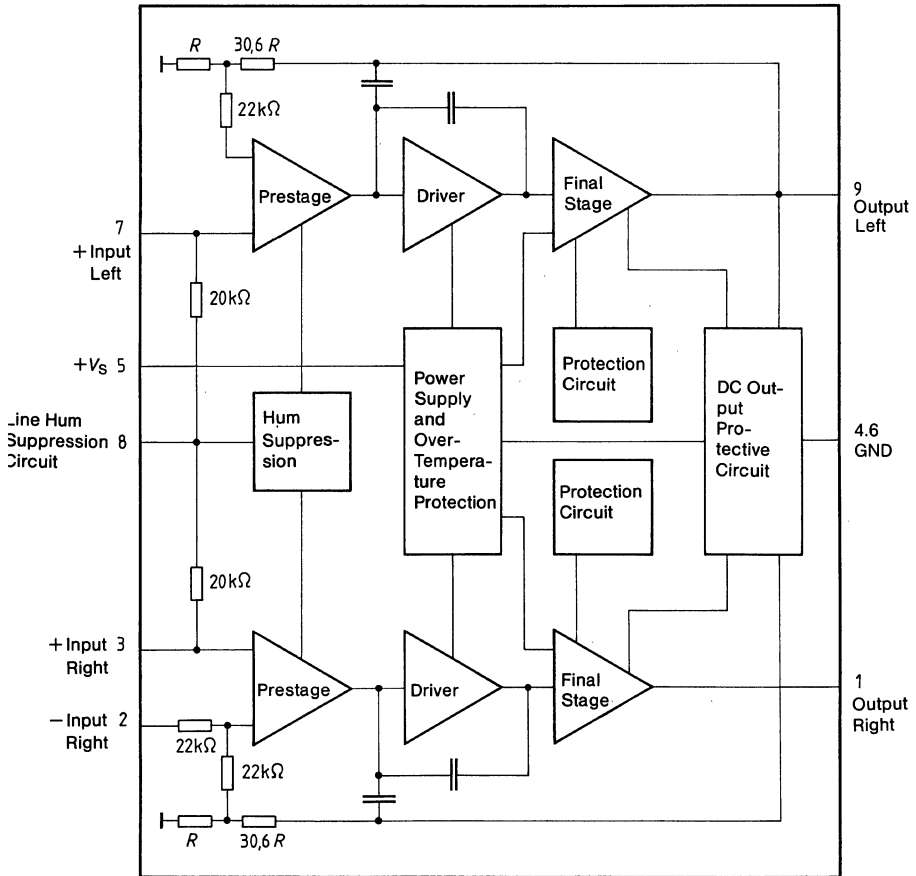 R
30,6 R
22kΩ
Prestage
Driver
Final
Stage
9
Output
Left
7
+Input
Left
20kΩ
+VS 5
Power
Supply
and
Over-
Tempera-
ture
Protection
Protection
Circuit
DC Out-
put
Pro-
tective
Circuit
Line Hum
Suppression 8
Circuit
Hum
Suppres-
sion
4.6
GND
Protection
Circuit
20kΩ
+Input 3
Right
Prestage
Driver
Final
Stage
1
Output
Right
−Input 2
Right
22kΩ
22kΩ
R
30,6 R